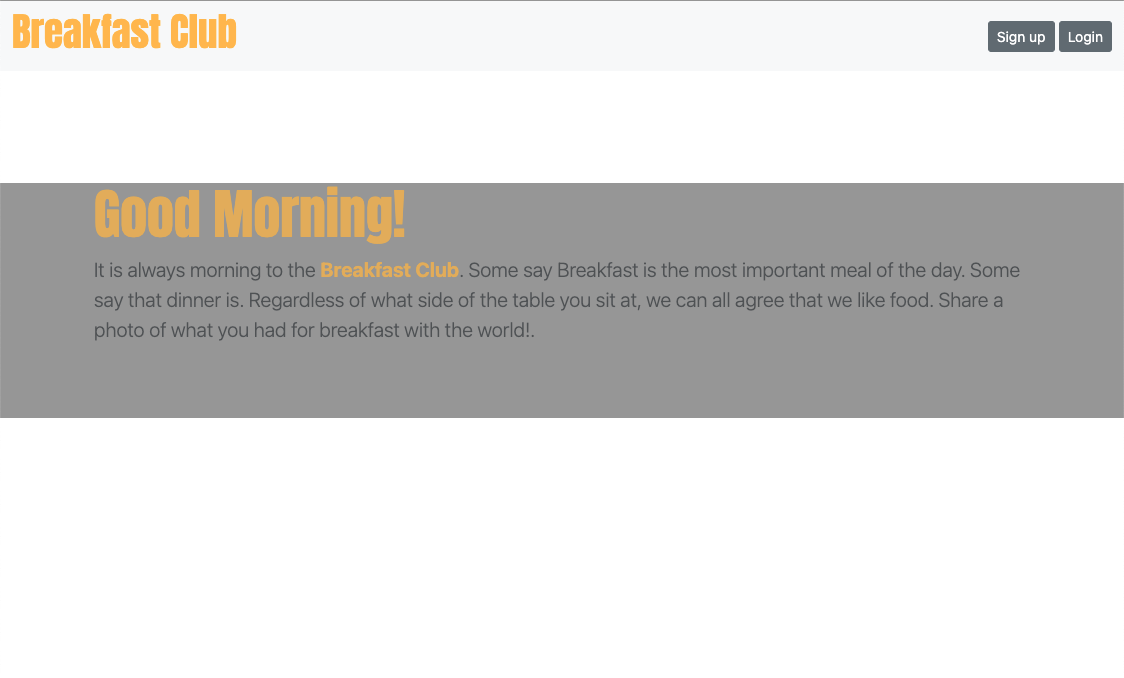 Breakfast Club
Sign up
Login
Good Morning!
It is always morning to the Breakfast Club. Some say Breakfast is the most important meal of the day. Some
say that dinner is. Regardless of what side of the table you sit at, we can all agree that we like food. Share a
photo of what you had for breakfast with the world!.